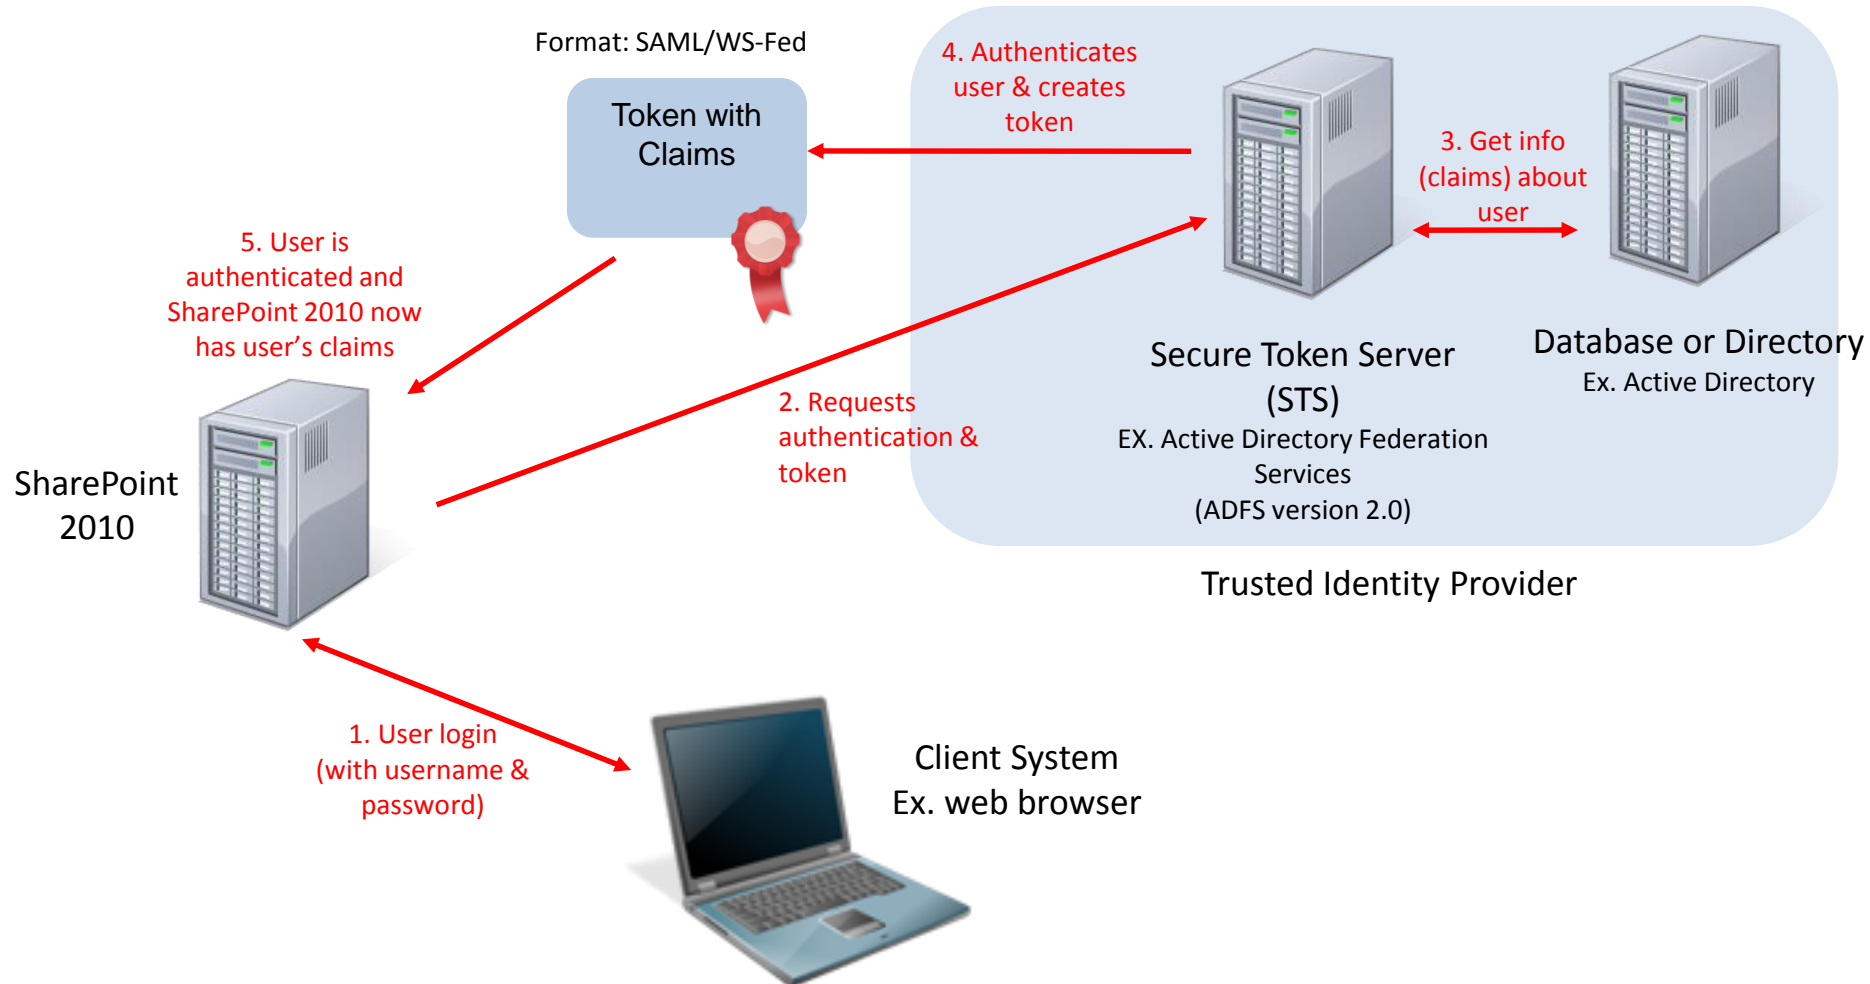 Format: SAML/WS-Fed
Token with
Claims
4. Authenticates
user & creates
token
3. Get info
(claims) about
user
5. User is
authenticated and
SharePoint 2010 now
has user’s claims
2. Requests
authentication &
token
Secure Token Server
(STS)
EX. Active Directory Federation
Services
(ADFS version 2.0)
Database or Directory
Ex. Active Directory
Trusted Identity Provider
SharePoint
2010
1. User login
(with username &
password)
Client System
Ex. web browser